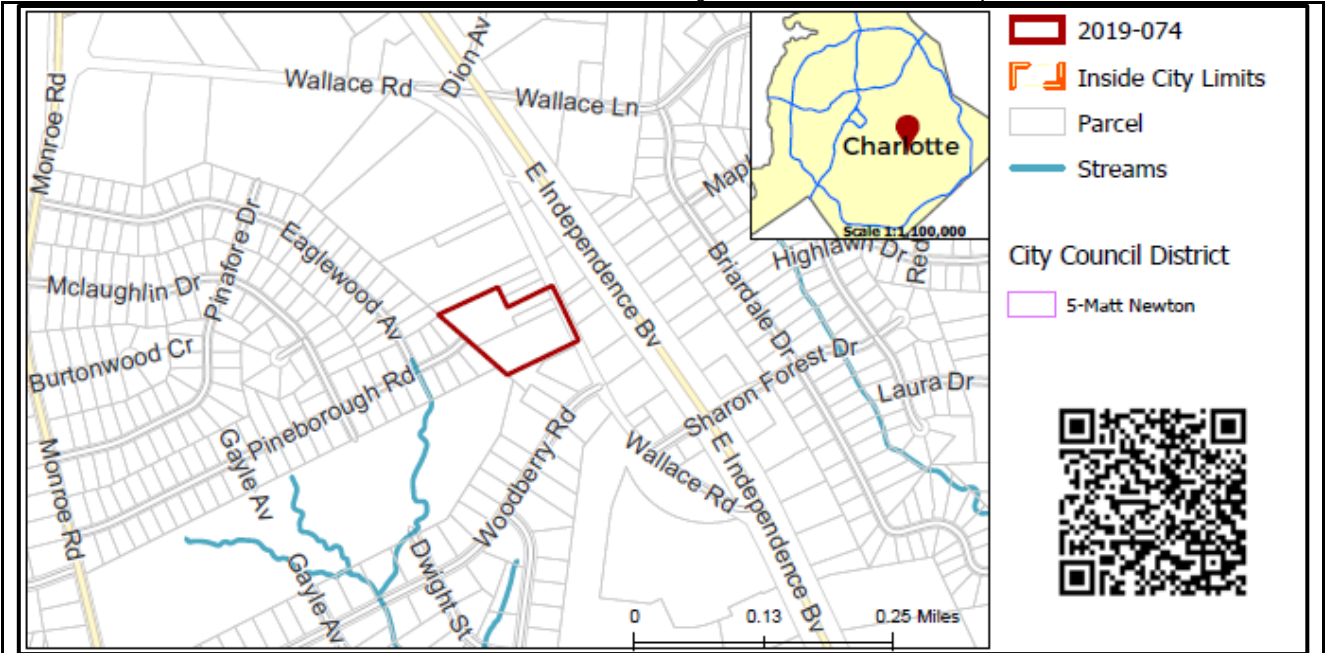 Monroe Rd
Wallace Rd
Dion Av
Wallace Ln
Charlotte
Scale 1:1,100,000
Pinafore Dr
Eaglewood Av
E Independence Bv
Briardale Dr
Highlawn Dr
Mclaughlin Dr
Burtonwood Cr
Pineborough Rd
Sharon Forest Dr
Laura Dr
Gayle Av
Woodberry Rd
Wallace Rd
E Independence Bv
Monroe Rd
Gayle Av
Dwight St
0 0.13 0.25 Miles
2019-074
Inside City Limits
Parcel
Streams
City Council District
5-Matt Newton